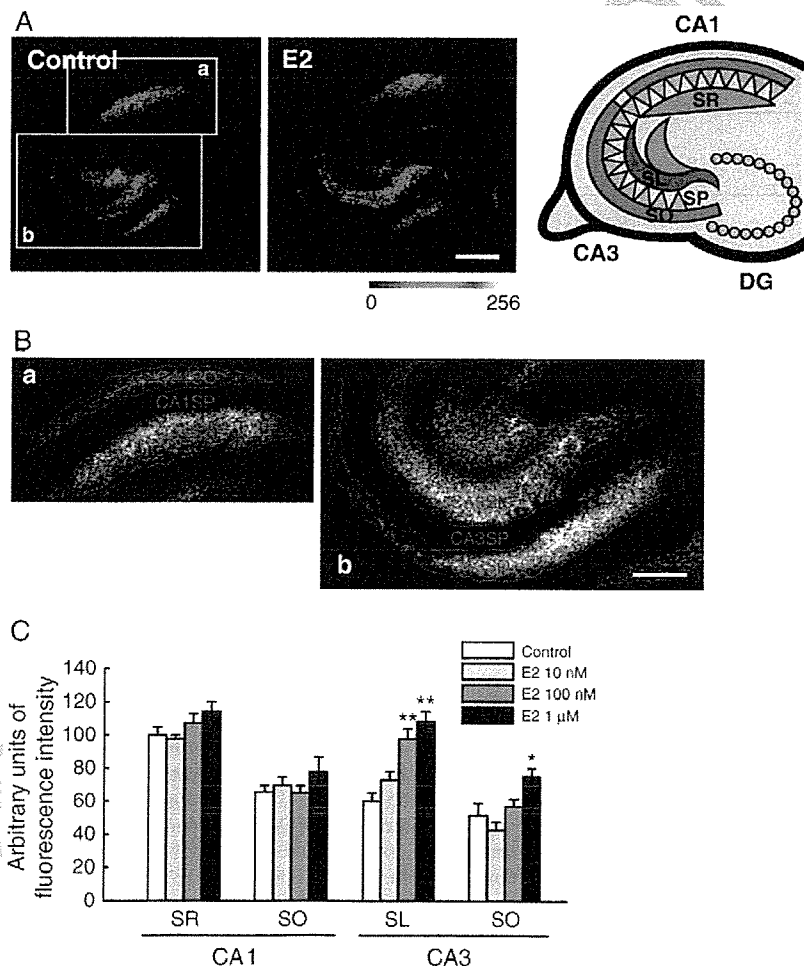 A
Control
a
b
E2
0
256
CA1
SR
SL
SP
SO
CA3
DG
B
a
CA1SP
CA3SP
b
C
Arbitrary units of
fluorescence intensity
140
120
100
80
60
40
20
0
Control
E2 10 nM
E2 100 nM
E2 1 µM
**
**
*
SR
SO
SL
SO
CA1
CA3